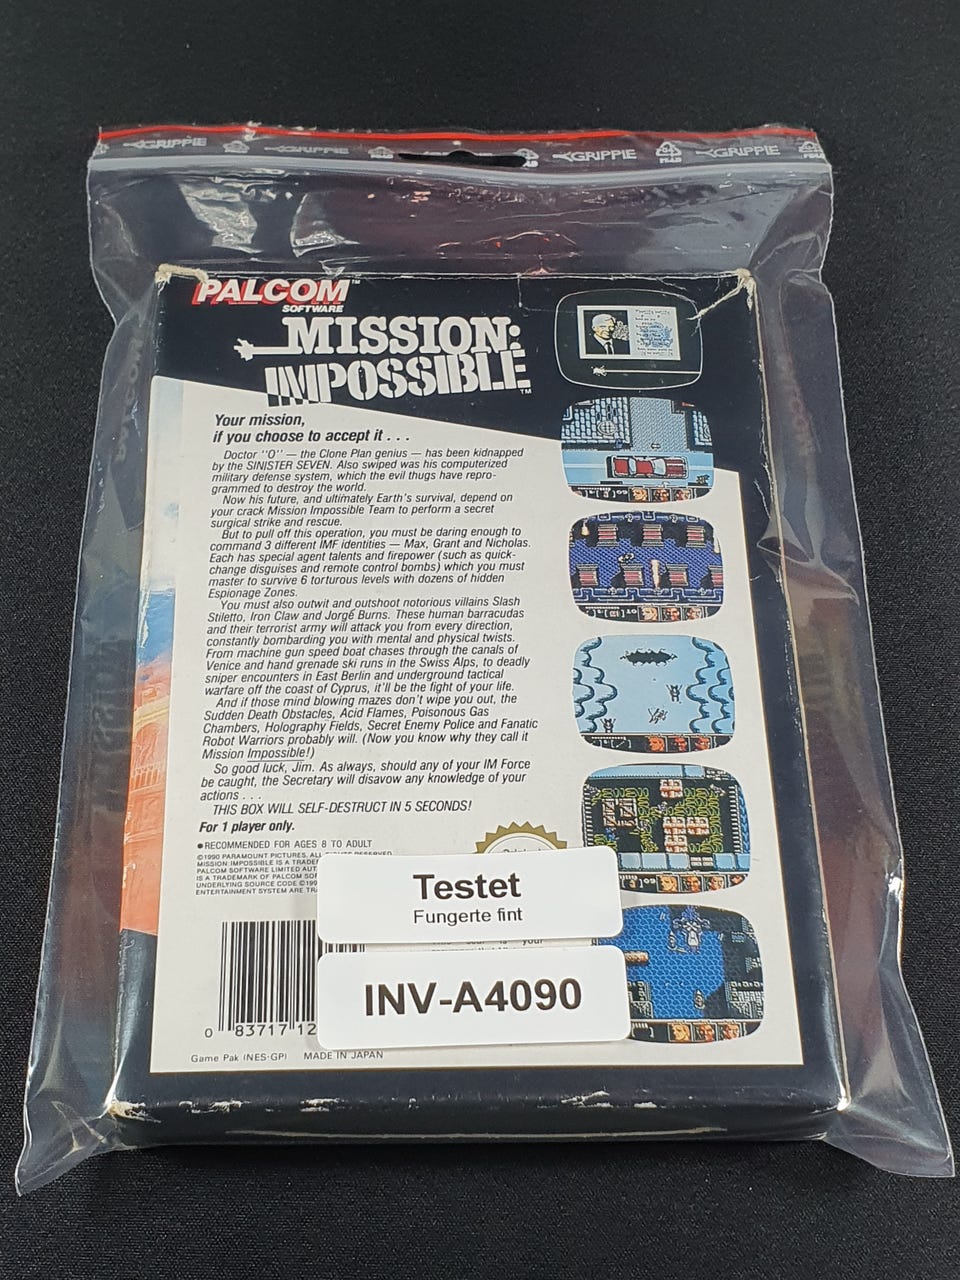 GRIPPIE
GRIPPIE
GRIPPIE
GRIPPIE
PALCOM™
SOFTWARE
MISSION:
IMPOSSIBLE™
Your mission,
if you choose to accept it . . .
Doctor ''O'' — the Clone Plan genius — has been kidnapped
by the SINISTER SEVEN. Also swiped was his computerized
military defense system, which the evil thugs have repro-
grammed to destroy the world.
Now his future, and ultimately Earth's survival, depend on
your crack Mission Impossible Team to perform a secret
surgical strike and rescue.
But to pull off this operation, you must be daring enough to
command 3 different IMF identities — Max, Grant and Nicholas.
Each has special agent talents and firepower (such as quick-
change disguises and remote control bombs) which you must
master to survive 6 torturous levels with dozens of hidden
Espionage Zones.
You must also outwit and outshoot notorious villains Slash
Stiletto, Iron Claw and Jorgé Burns. These human barracudas
and their terrorist army will attack you from every direction,
constantly bombarding you with mental and physical twists.
From machine gun speed boat chases through the canals of
Venice and hand grenade ski runs in the Swiss Alps, to deadly
sniper encounters in East Berlin and underground tactical
warfare off the coast of Cyprus, it'll be the fight of your life.
And if those mind blowing mazes don't wipe you out, the
Sudden Death Obstacles, Acid Flames, Poisonous Gas
Chambers, Holography Fields, Secret Enemy Police and Fanatic
Robot Warriors probably will. (Now you know why they call it
Mission Impossible!)
So good luck, Jim. As always, should any of your IM Force
be caught, the Secretary will disavow any knowledge of your
actions . . .
THIS BOX WILL SELF-DESTRUCT IN 5 SECONDS!
For 1 player only.
●RECOMMENDED FOR AGES 8 TO ADULT
©1990 PARAMOUNT PICTURES. ALL RIGHTS RESERVED
MISSION: IMPOSSIBLE IS A TRADEM
PALCOM SOFTWARE LIMITED AUT
IS A TRADEMARK OF PALCOM SOF
UNDERLYING SOURCE CODE ©199
ENTERTAINMENT SYSTEM ARE TRA
Testet
Fungerte fint
INV-A4090
0 83717 12
Game Pak (NES-GP) MADE IN JAPAN